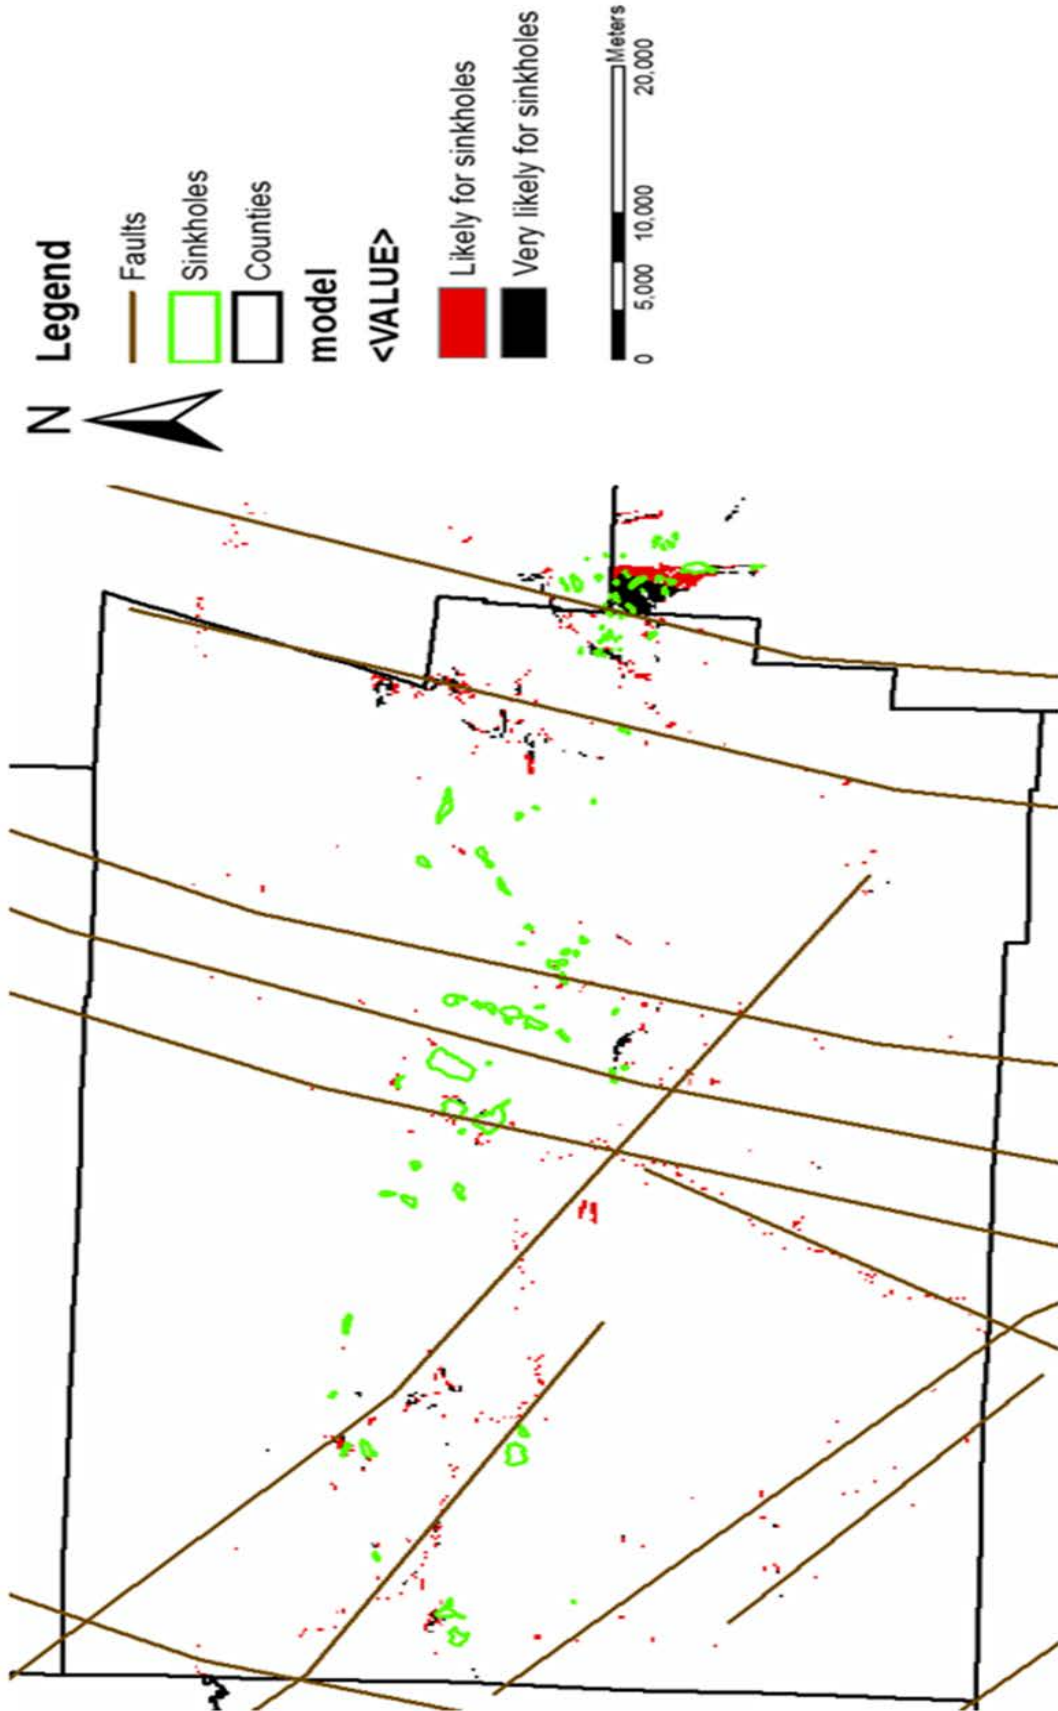 N
Legend
Faults
Sinkholes
Counties
model
<VALUE>
Likely for sinkholes
Very likely for sinkholes
Meters
0 5,000 10,000 20,000